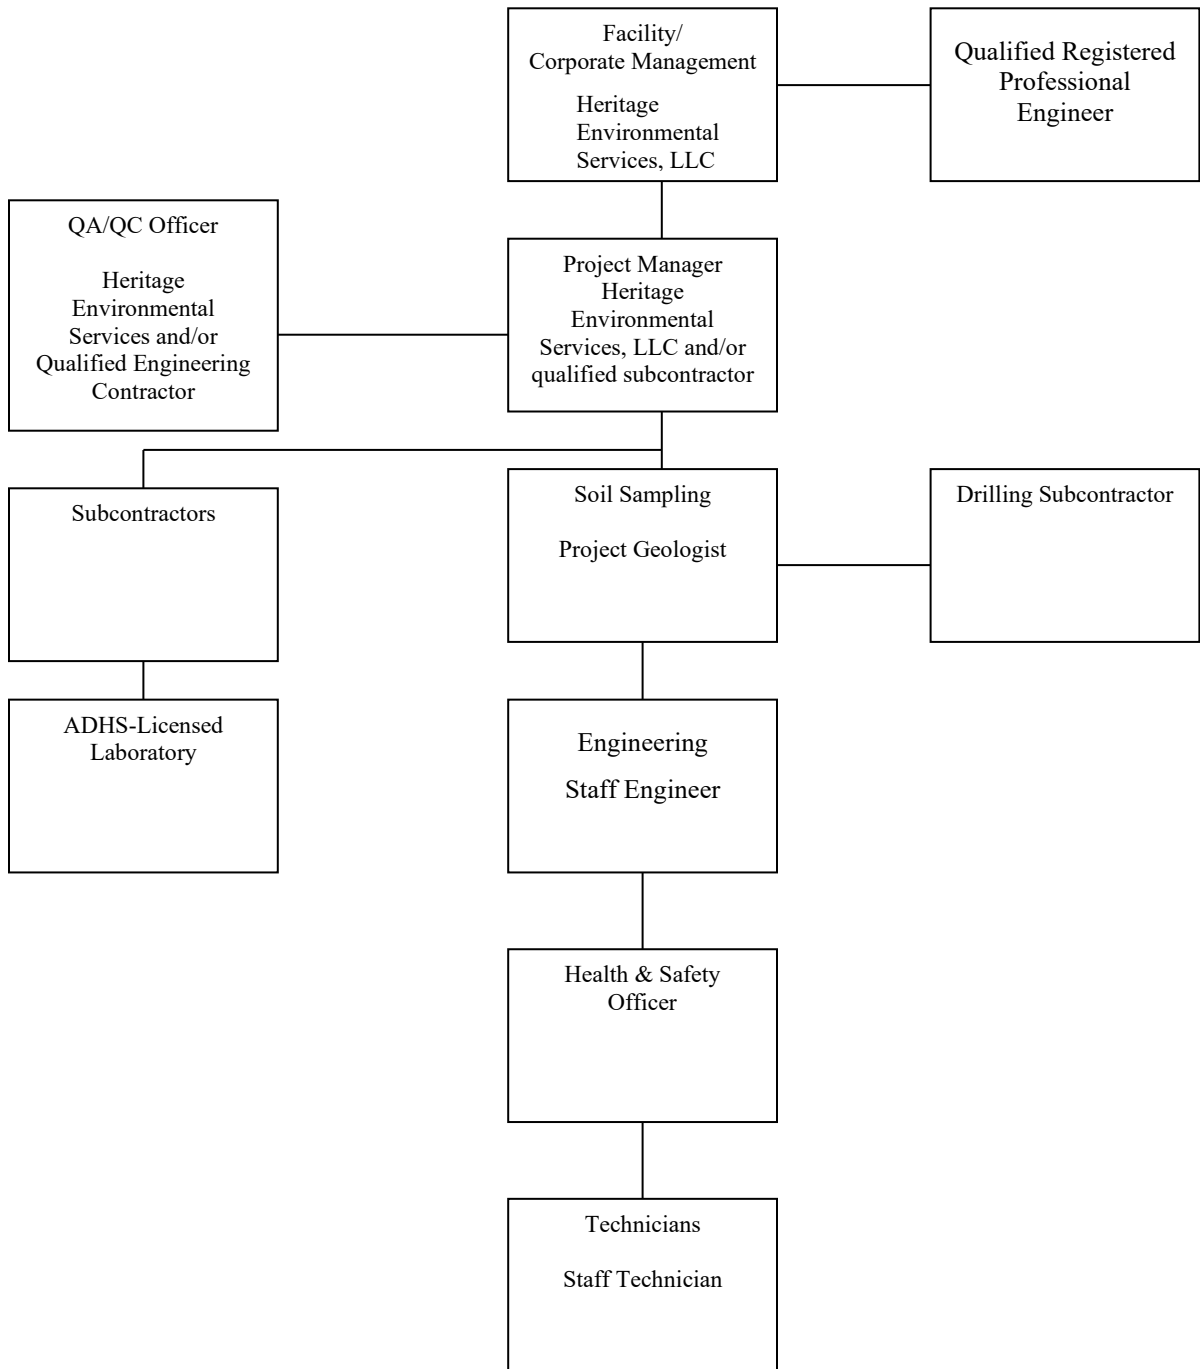 Facility/
Corporate Management
Heritage
Environmental
Services, LLC
Qualified Registered
Professional
Engineer
QA/QC Officer
Heritage
Environmental
Services and/or
Qualified Engineering
Contractor
Project Manager
Heritage
Environmental
Services, LLC and/or
qualified subcontractor
Subcontractors
Soil Sampling
Project Geologist
Drilling Subcontractor
ADHS-Licensed
Laboratory
Engineering
Staff Engineer
Health & Safety
Officer
Technicians
Staff Technician